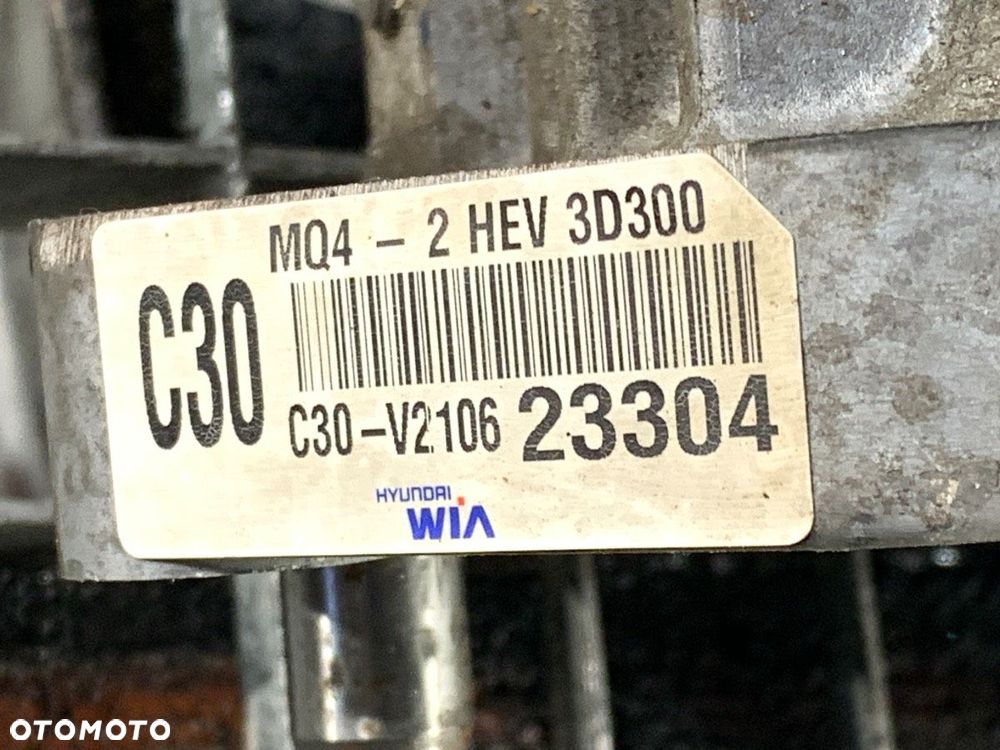 MQ4 - 2 HEV 3D300
C30
C30-V2106 23304
HYUNDAI
WIA
OTOMOTO